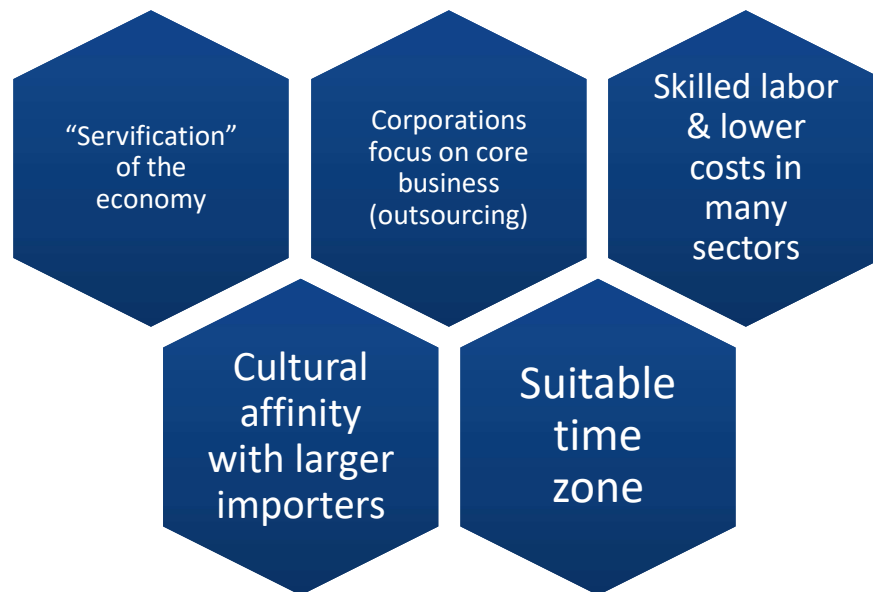 “Servification”
of the
economy
Corporations
focus on core
business
(outsourcing)
Skilled labor
& lower
costs in
many
sectors
Cultural
affinity
with larger
importers
Suitable
time
zone